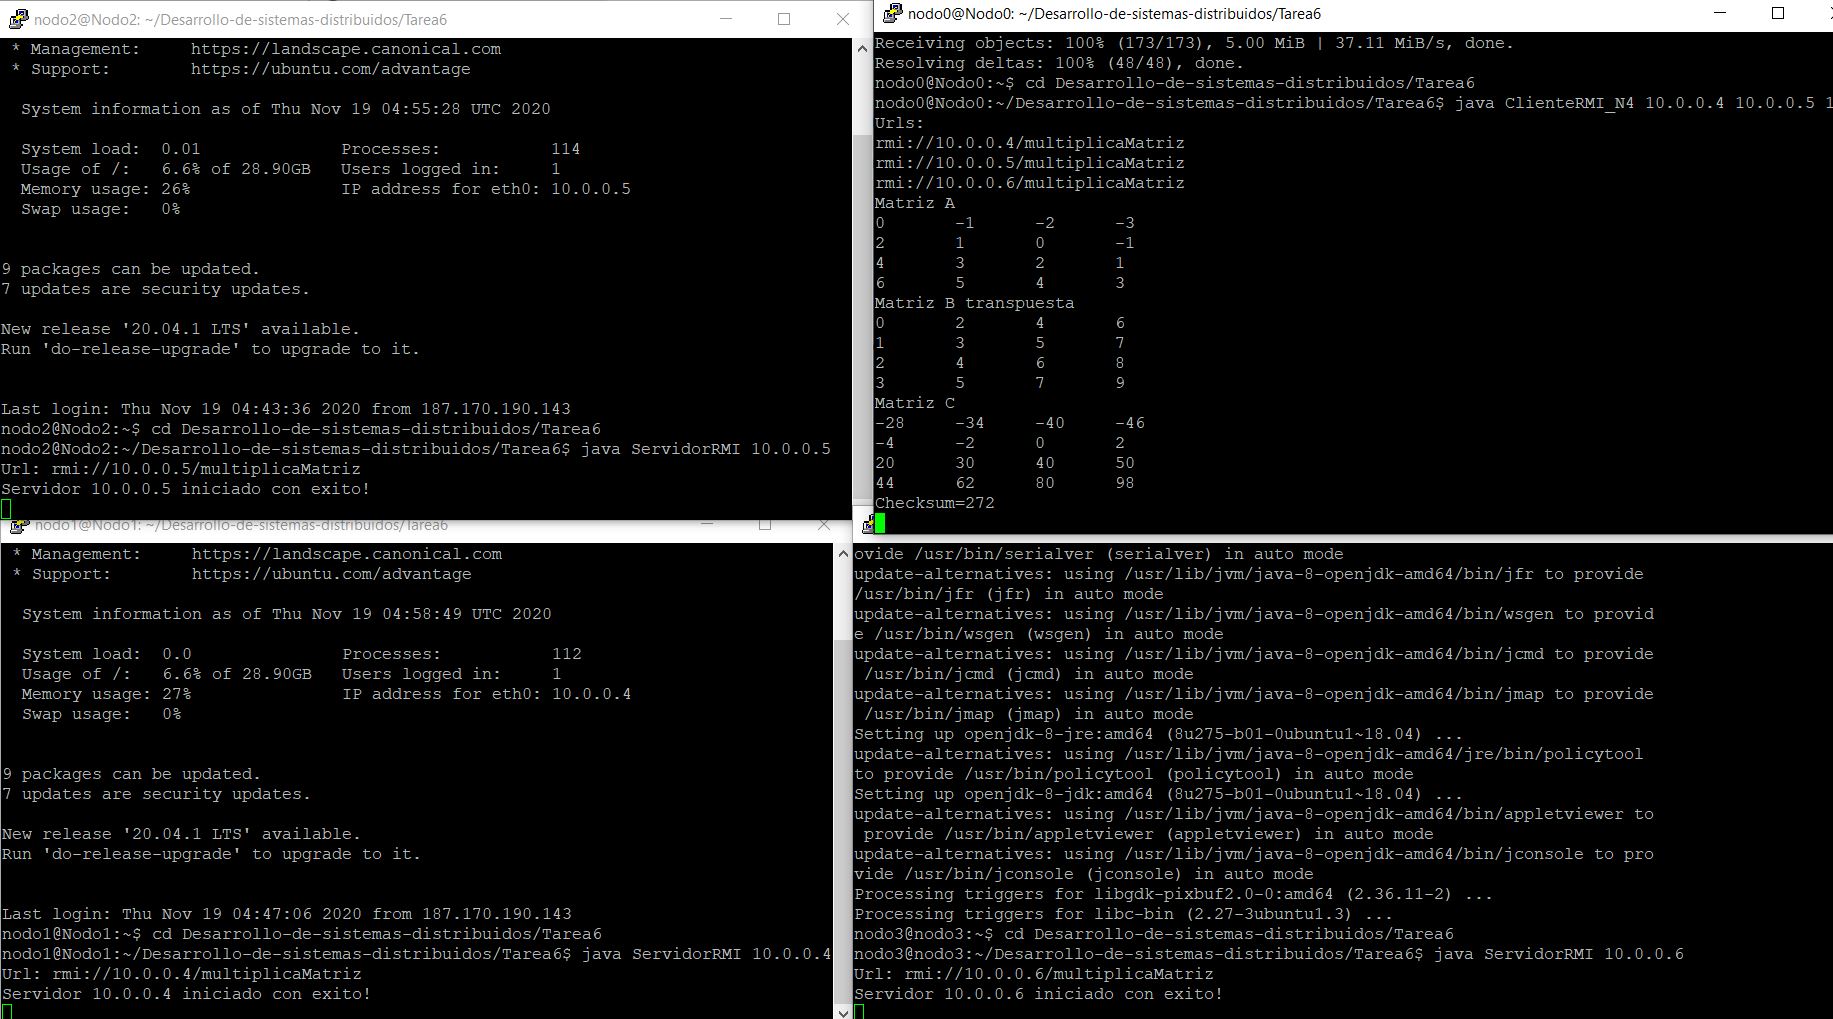 nodo2@Nodo2: ~/Desarrollo-de-sistemas-distribuidos/Tarea6
* Management:     https://landscape.canonical.com
* Support:        https://ubuntu.com/advantage
System information as of Thu Nov 19 04:55:28 UTC 2020
System load:  0.01              Processes:           114
Usage of /:   6.6% of 28.90GB   Users logged in:     1
Memory usage: 26%               IP address for eth0: 10.0.0.5
Swap usage:   0%
9 packages can be updated.
7 updates are security updates.
New release '20.04.1 LTS' available.
Run 'do-release-upgrade' to upgrade to it.
Last login: Thu Nov 19 04:43:36 2020 from 187.170.190.143
nodo2@Nodo2:~$ cd Desarrollo-de-sistemas-distribuidos/Tarea6
nodo2@Nodo2:~/Desarrollo-de-sistemas-distribuidos/Tarea6$ java ServidorRMI 10.0.0.5
Url: rmi://10.0.0.5/multiplicaMatriz
Servidor 10.0.0.5 iniciado con exito!
nodo0@Nodo0: ~/Desarrollo-de-sistemas-distribuidos/Tarea6
Receiving objects: 100% (173/173), 5.00 MiB | 37.11 MiB/s, done.
Resolving deltas: 100% (48/48), done.
nodo0@Nodo0:~$ cd Desarrollo-de-sistemas-distribuidos/Tarea6
nodo0@Nodo0:~/Desarrollo-de-sistemas-distribuidos/Tarea6$ java ClienteRMI_N4 10.0.0.4 10.0.0.5 1
Urls:
rmi://10.0.0.4/multiplicaMatriz
rmi://10.0.0.5/multiplicaMatriz
rmi://10.0.0.6/multiplicaMatriz
Matriz A
0       -1      -2      -3
2       1       0       -1
4       3       2       1
6       5       4       3
Matriz B transpuesta
0       2       4       6
1       3       5       7
2       4       6       8
3       5       7       9
Matriz C
-28     -34     -40     -46
-4      -2      0       2
20      30      40      50
44      62      80      98
Checksum=272
nodo1@Nodo1: ~/Desarrollo-de-sistemas-distribuidos/Tarea6
* Management:     https://landscape.canonical.com
* Support:        https://ubuntu.com/advantage
System information as of Thu Nov 19 04:58:49 UTC 2020
System load:  0.0               Processes:           112
Usage of /:   6.6% of 28.90GB   Users logged in:     1
Memory usage: 27%               IP address for eth0: 10.0.0.4
Swap usage:   0%
9 packages can be updated.
7 updates are security updates.
New release '20.04.1 LTS' available.
Run 'do-release-upgrade' to upgrade to it.
Last login: Thu Nov 19 04:47:06 2020 from 187.170.190.143
nodo1@Nodo1:~$ cd Desarrollo-de-sistemas-distribuidos/Tarea6
nodo1@Nodo1:~/Desarrollo-de-sistemas-distribuidos/Tarea6$ java ServidorRMI 10.0.0.4
Url: rmi://10.0.0.4/multiplicaMatriz
Servidor 10.0.0.4 iniciado con exito!
ovide /usr/bin/serialver (serialver) in auto mode
update-alternatives: using /usr/lib/jvm/java-8-openjdk-amd64/bin/jfr to provide
/usr/bin/jfr (jfr) in auto mode
update-alternatives: using /usr/lib/jvm/java-8-openjdk-amd64/bin/wsgen to provid
e /usr/bin/wsgen (wsgen) in auto mode
update-alternatives: using /usr/lib/jvm/java-8-openjdk-amd64/bin/jcmd to provide
/usr/bin/jcmd (jcmd) in auto mode
update-alternatives: using /usr/lib/jvm/java-8-openjdk-amd64/bin/jmap to provide
/usr/bin/jmap (jmap) in auto mode
Setting up openjdk-8-jre:amd64 (8u275-b01-0ubuntu1~18.04) ...
update-alternatives: using /usr/lib/jvm/java-8-openjdk-amd64/jre/bin/policytool
to provide /usr/bin/policytool (policytool) in auto mode
Setting up openjdk-8-jdk:amd64 (8u275-b01-0ubuntu1~18.04) ...
update-alternatives: using /usr/lib/jvm/java-8-openjdk-amd64/bin/appletviewer to
provide /usr/bin/appletviewer (appletviewer) in auto mode
update-alternatives: using /usr/lib/jvm/java-8-openjdk-amd64/bin/jconsole to pro
vide /usr/bin/jconsole (jconsole) in auto mode
Processing triggers for libgdk-pixbuf2.0-0:amd64 (2.36.11-2) ...
Processing triggers for libc-bin (2.27-3ubuntu1.3) ...
nodo3@nodo3:~$ cd Desarrollo-de-sistemas-distribuidos/Tarea6
nodo3@nodo3:~/Desarrollo-de-sistemas-distribuidos/Tarea6$ java ServidorRMI 10.0.0.6
Url: rmi://10.0.0.6/multiplicaMatriz
Servidor 10.0.0.6 iniciado con exito!